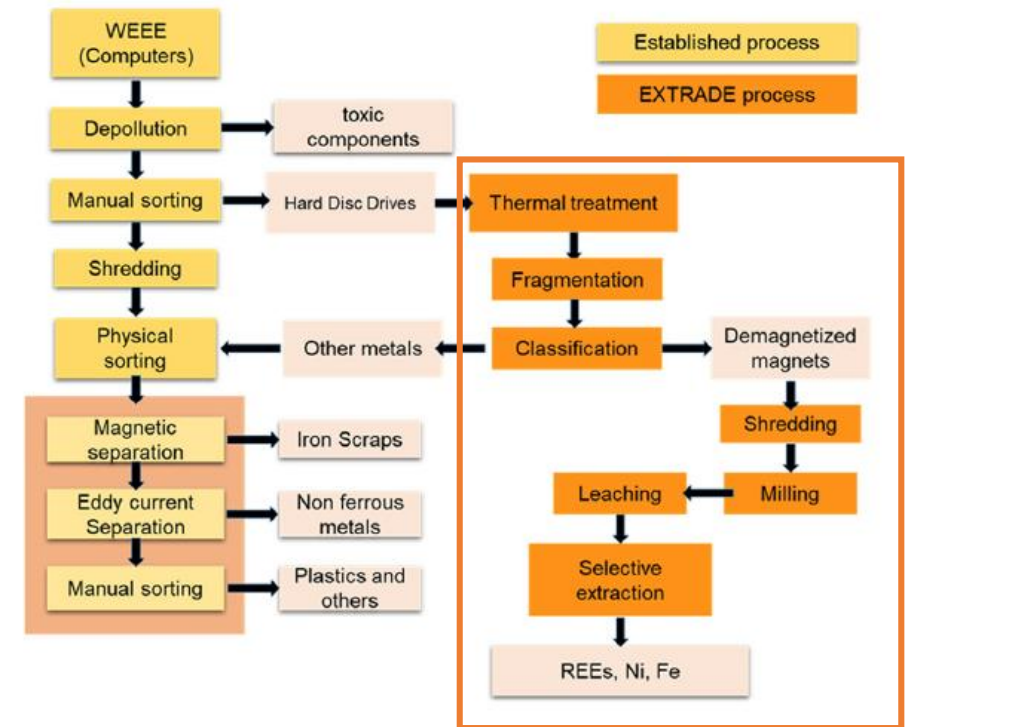 WEEE
(Computers)
Established process
EXTRADE process
Depollution
toxic
components
Manual sorting
Hard Disc Drives
Thermal treatment
Shredding
Fragmentation
Physical
sorting
Other metals
Classification
Demagnetized
magnets
Magnetic
separation
Iron Scraps
Shredding
Eddy current
Separation
Non ferrous
metals
Leaching
Milling
Manual sorting
Plastics and
others
Selective
extraction
REEs, Ni, Fe